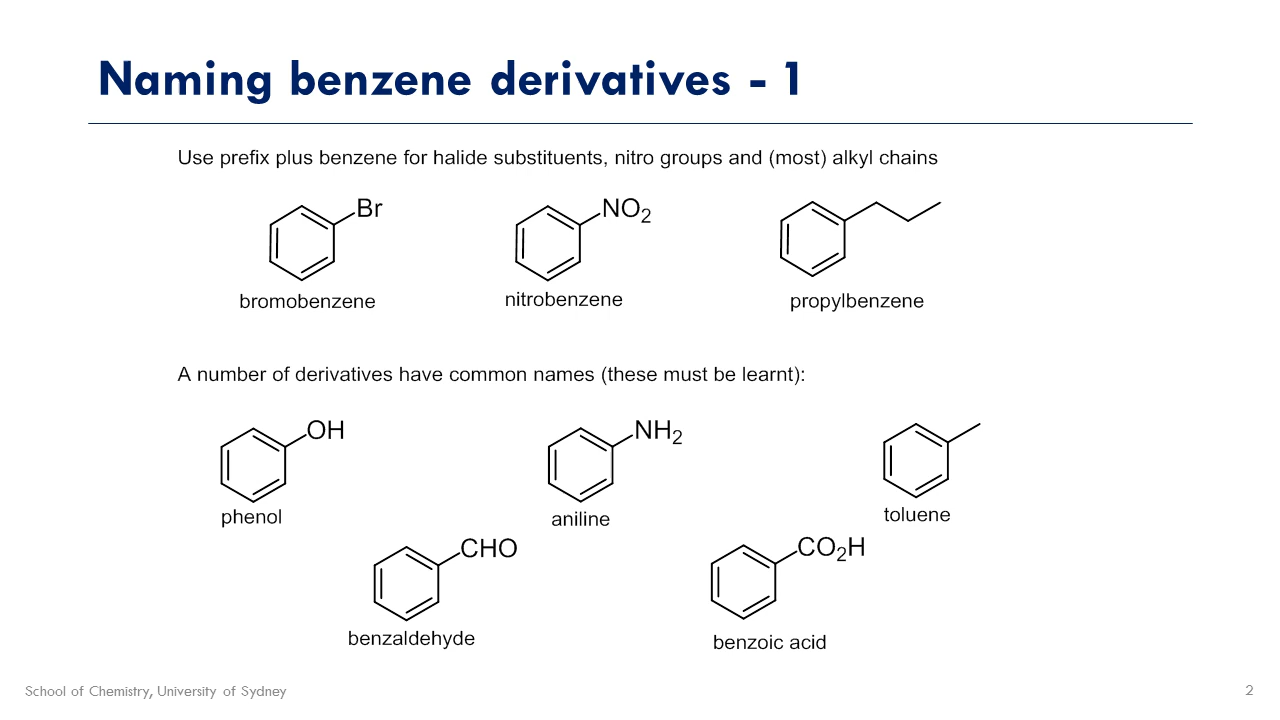 Naming benzene derivatives - 1
Use prefix plus benzene for halide substituents, nitro groups and (most) alkyl chains
Br
NO2
bromobenzene
nitrobenzene
propylbenzene
A number of derivatives have common names (these must be learnt):
OH
NH2
phenol
aniline
toluene
CHO
CO2H
benzaldehyde
benzoic acid
School of Chemistry, University of Sydney
2